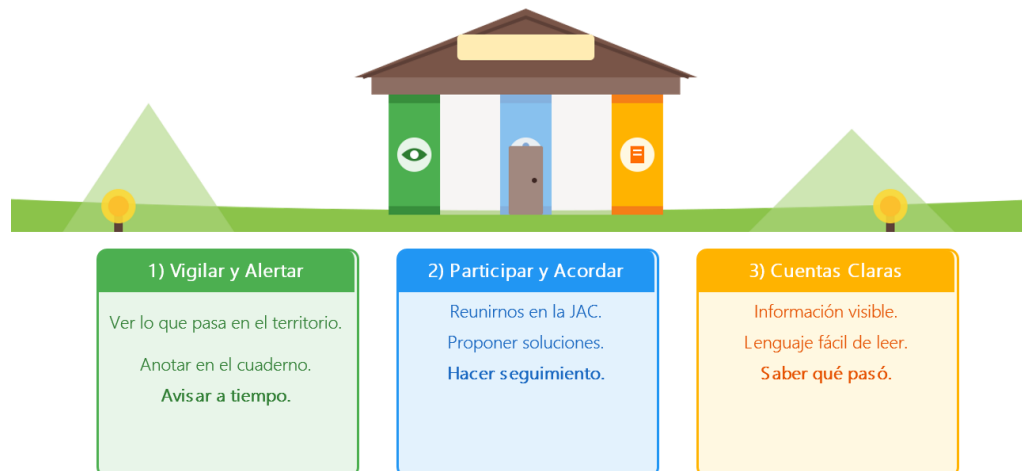 1) Vigilar y Alertar
Ver lo que pasa en el territorio.
Anotar en el cuaderno.
Avisar a tiempo.
2) Participar y Acordar
Reunirnos en la JAC.
Proponer soluciones.
Hacer seguimiento.
3) Cuentas Claras
Información visible.
Lenguaje fácil de leer.
Saber qué pasó.